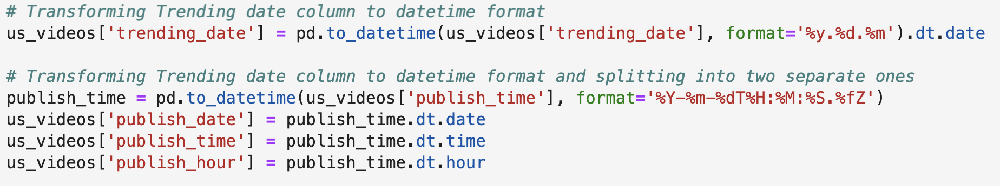 # Transforming Trending date column to datetime format
us_videos['trending_date'] = pd.to_datetime(us_videos['trending_date'], format='%y.%d.%m').dt.date
# Transforming Trending date column to datetime format and splitting into two separate ones
publish_time = pd.to_datetime(us_videos['publish_time'], format='%Y-%m-%dT%H:%M:%S.%fZ')
us_videos['publish_date'] = publish_time.dt.date
us_videos['publish_time'] = publish_time.dt.time
us_videos['publish_hour'] = publish_time.dt.hour